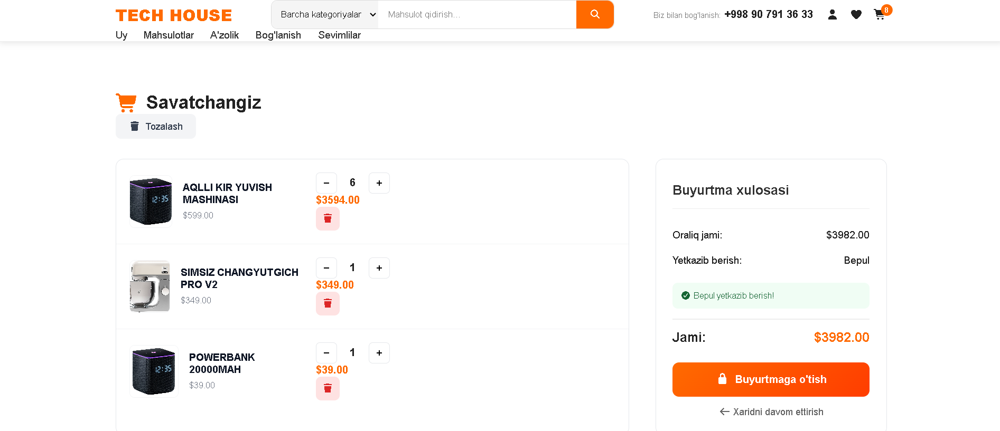 TECH HOUSE
Barcha kategoriyalar
Mahsulot qidirish...
Biz bilan bog'lanish: +998 90 791 36 33
8
Uy Mahsulotlar A'zolik Bog'lanish Sevimlilar
Savatchangiz
Tozalash
AQLLI KIR YUVISH
MASHINASI
$599.00
− 6 +
$3594.00
12:35
SIMSIZ CHANGYUTGICH
PRO V2
$349.00
− 1 +
$349.00
POWERBANK
20000MAH
$39.00
− 1 +
$39.00
12:35
Buyurtma xulosasi
Oraliq jami: $3982.00
Yetkazib berish: Bepul
Bepul yetkazib berish!
Jami: $3982.00
Buyurtmaga o'tish
← Xaridni davom ettirish